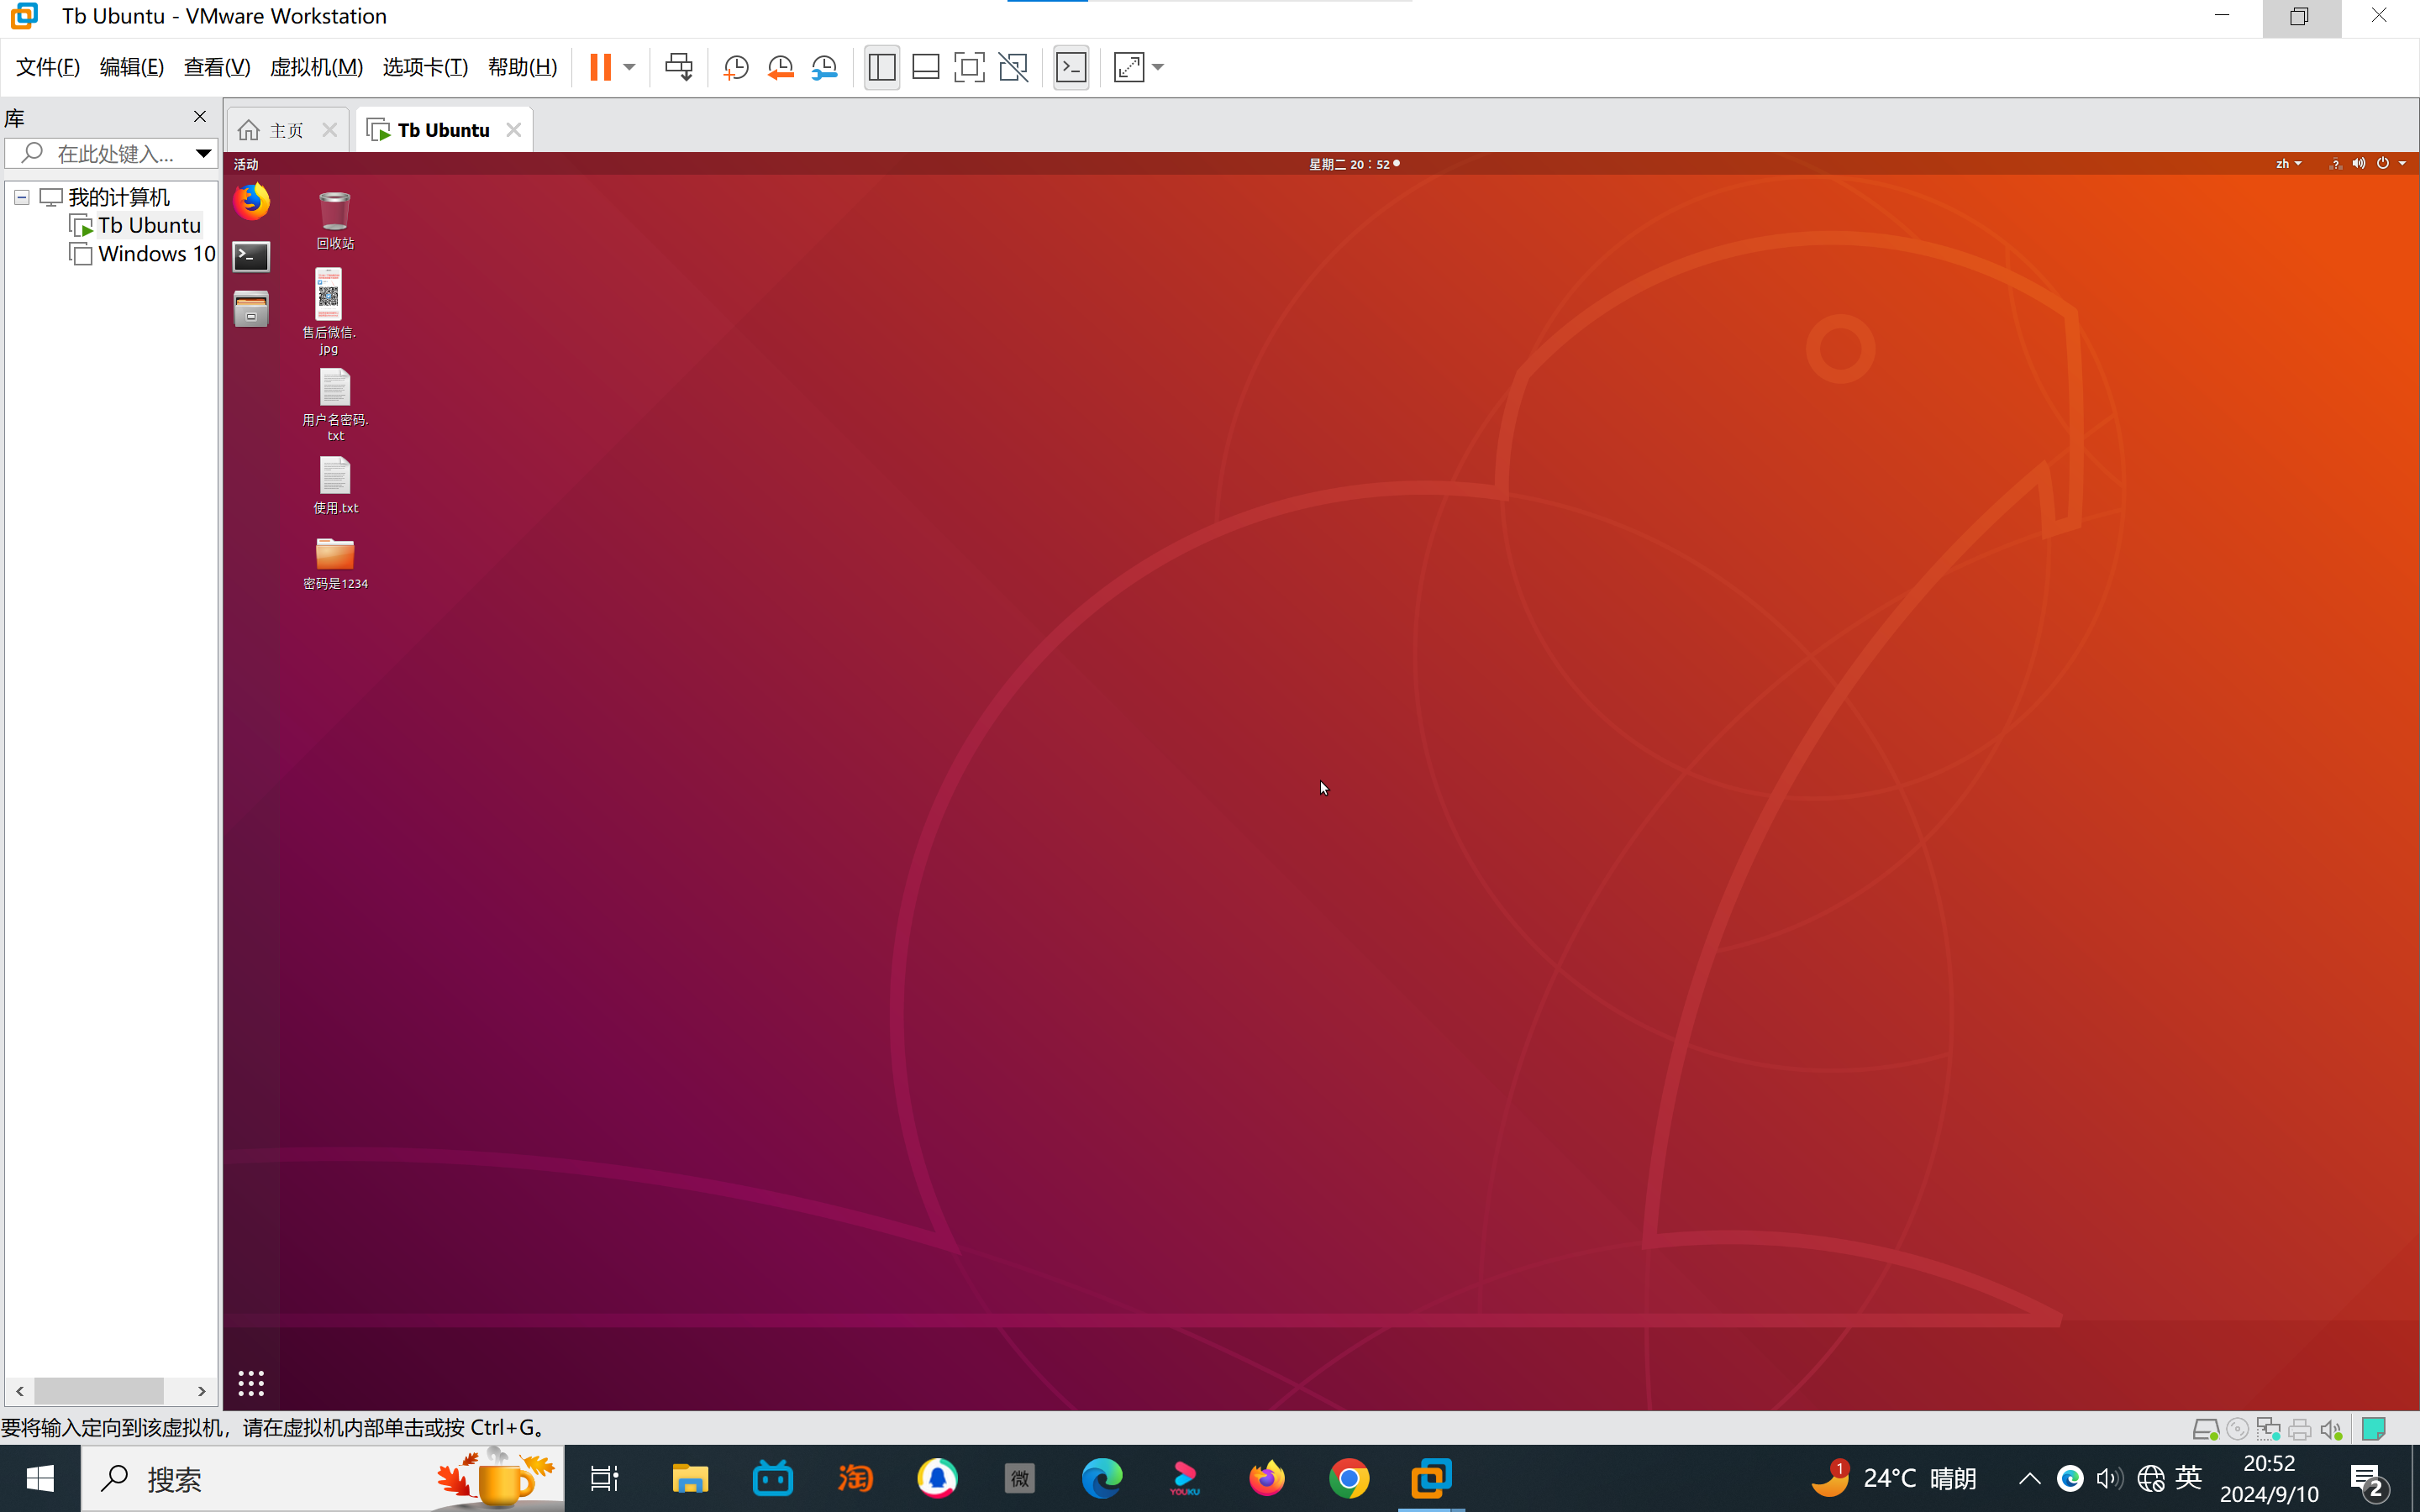 Tb Ubuntu - VMware Workstation
文件(F) 编辑(E) 查看(V) 虚拟机(M) 选项卡(T) 帮助(H)
库
主页
Tb Ubuntu
在此处键入...
活动
星期二 20：52
zh
我的计算机
Tb Ubuntu
Windows 10
回收站
售后微信.
jpg
用户名密码.
txt
使用.txt
密码是1234
要将输入定向到该虚拟机，请在虚拟机内部单击或按 Ctrl+G。
搜索
淘
微
YOUKU
1
24°C 晴朗
英
20:52
2024/9/10
2